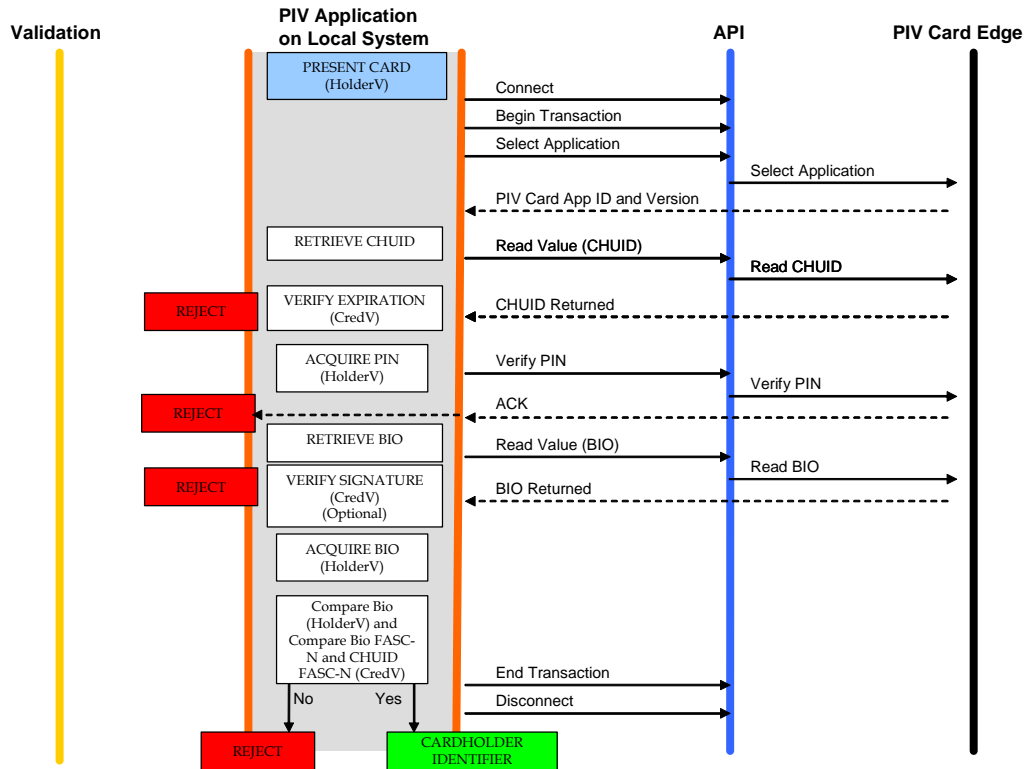 Validation
PIV Application
on Local System
API
PIV Card Edge
PRESENT CARD
(HolderV)
Connect
Begin Transaction
Select Application
Select Application
PIV Card App ID and Version
RETRIEVE CHUID
Read Value (CHUID)
Read CHUID
REJECT
VERIFY EXPIRATION
(CredV)
CHUID Returned
ACQUIRE PIN
(HolderV)
Verify PIN
Verify PIN
REJECT
ACK
RETRIEVE BIO
Read Value (BIO)
Read BIO
REJECT
VERIFY SIGNATURE
(CredV)
(Optional)
BIO Returned
ACQUIRE BIO
(HolderV)
Compare Bio
(HolderV) and
Compare Bio FASC-
N and CHUID
FASC-N (CredV)
End Transaction
No
Yes
Disconnect
REJECT
CARDHOLDER
IDENTIFIER